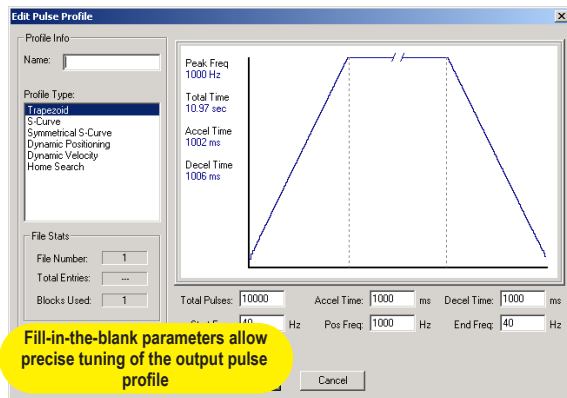 Edit Pulse Profile
Profile Info
Name:
Profile Type:
Trapezoid
S-Curve
Symmetrical S-Curve
Dynamic Positioning
Dynamic Velocity
Home Search
File Stats
File Number: 1
Total Entries: ---
Blocks Used: 1
Peak Freq
1000 Hz
Total Time
10.97 sec
Accel Time
1002 ms
Decel Time
1006 ms
Total Pulses: 10000 Accel Time: 1000 ms Decel Time: 1000 ms
40 Hz Pos Freq: 1000 Hz End Freq: 40 Hz
Fill-in-the-blank parameters allow
precise tuning of the output pulse
profile
Cancel